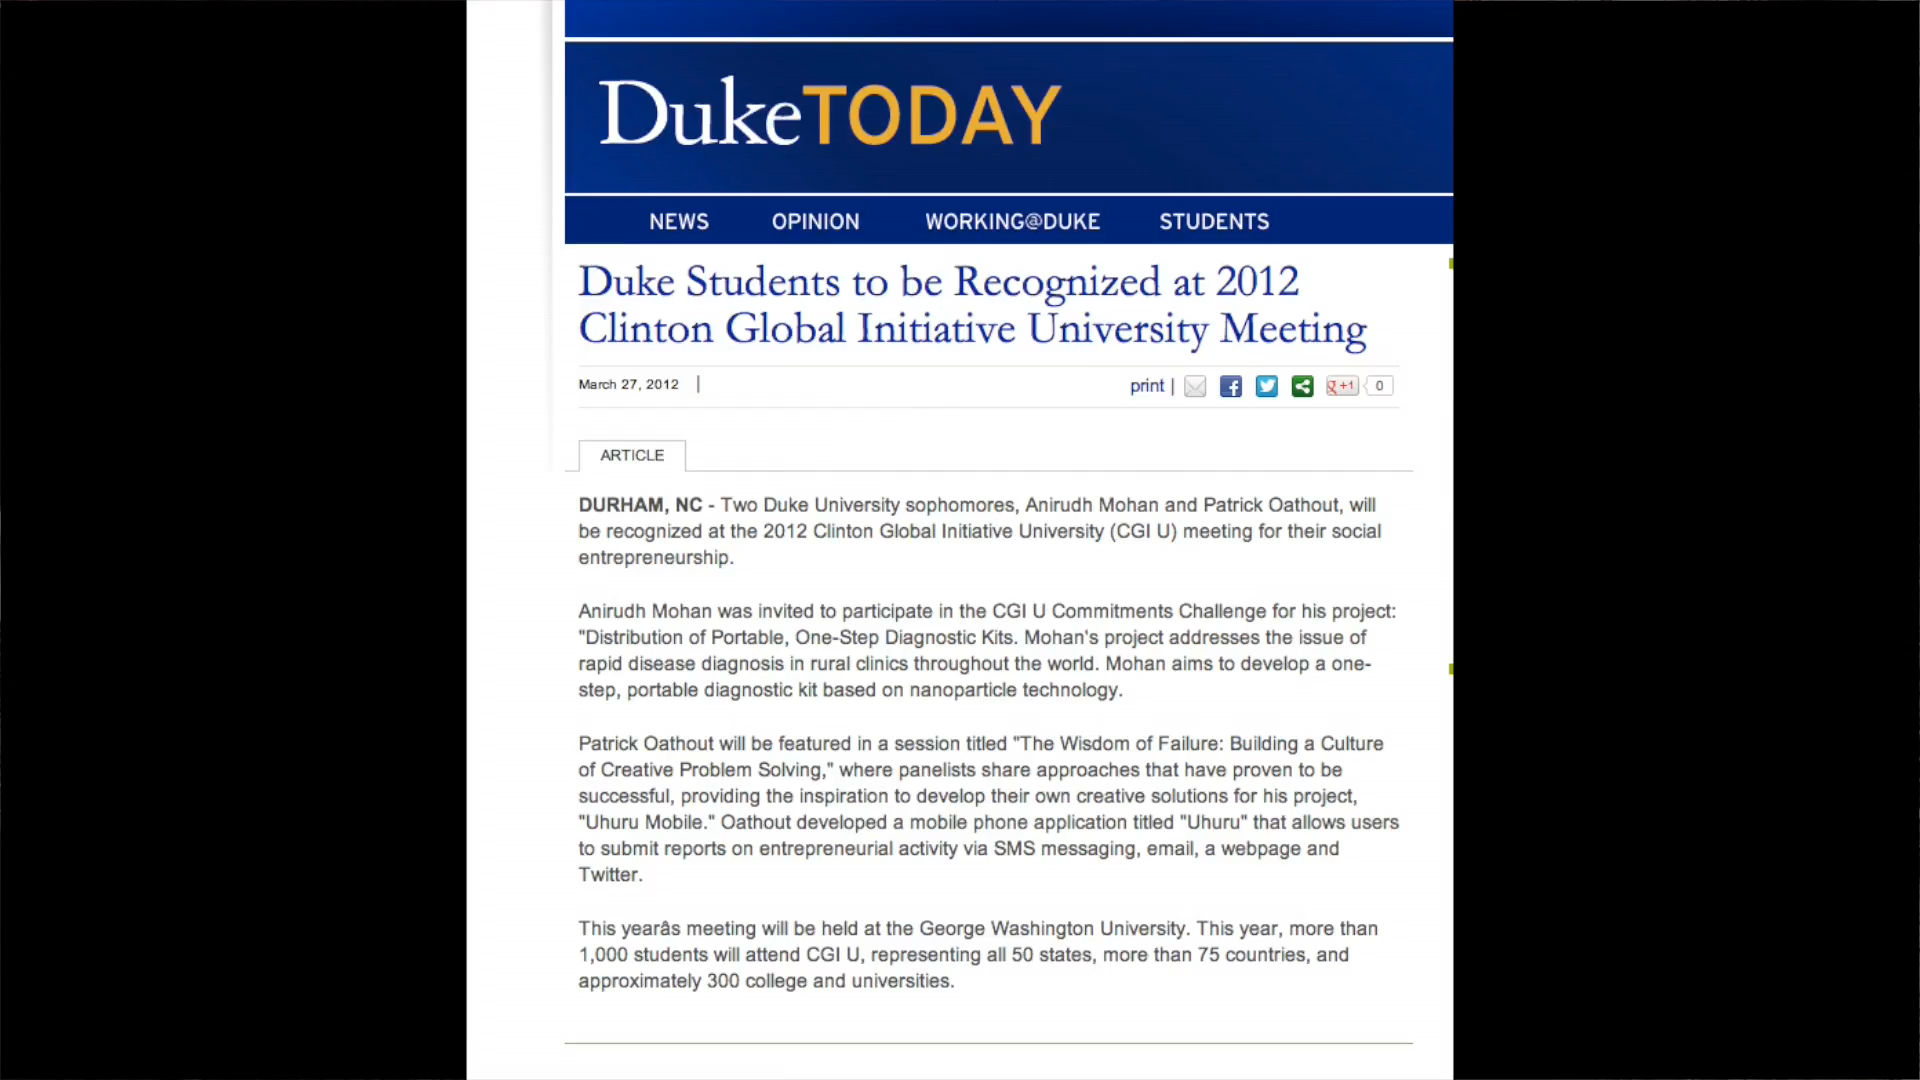 DukeTODAY
NEWS OPINION WORKING@DUKE STUDENTS
Duke Students to be Recognized at 2012
Clinton Global Initiative University Meeting
March 27, 2012 | print | g+1 0
ARTICLE
DURHAM, NC - Two Duke University sophomores, Anirudh Mohan and Patrick Oathout, will
be recognized at the 2012 Clinton Global Initiative University (CGI U) meeting for their social
entrepreneurship.
Anirudh Mohan was invited to participate in the CGI U Commitments Challenge for his project:
"Distribution of Portable, One-Step Diagnostic Kits. Mohan's project addresses the issue of
rapid disease diagnosis in rural clinics throughout the world. Mohan aims to develop a one-
step, portable diagnostic kit based on nanoparticle technology.
Patrick Oathout will be featured in a session titled "The Wisdom of Failure: Building a Culture
of Creative Problem Solving," where panelists share approaches that have proven to be
successful, providing the inspiration to develop their own creative solutions for his project,
"Uhuru Mobile." Oathout developed a mobile phone application titled "Uhuru" that allows users
to submit reports on entrepreneurial activity via SMS messaging, email, a webpage and
Twitter.
This yearâs meeting will be held at the George Washington University. This year, more than
1,000 students will attend CGI U, representing all 50 states, more than 75 countries, and
approximately 300 college and universities.